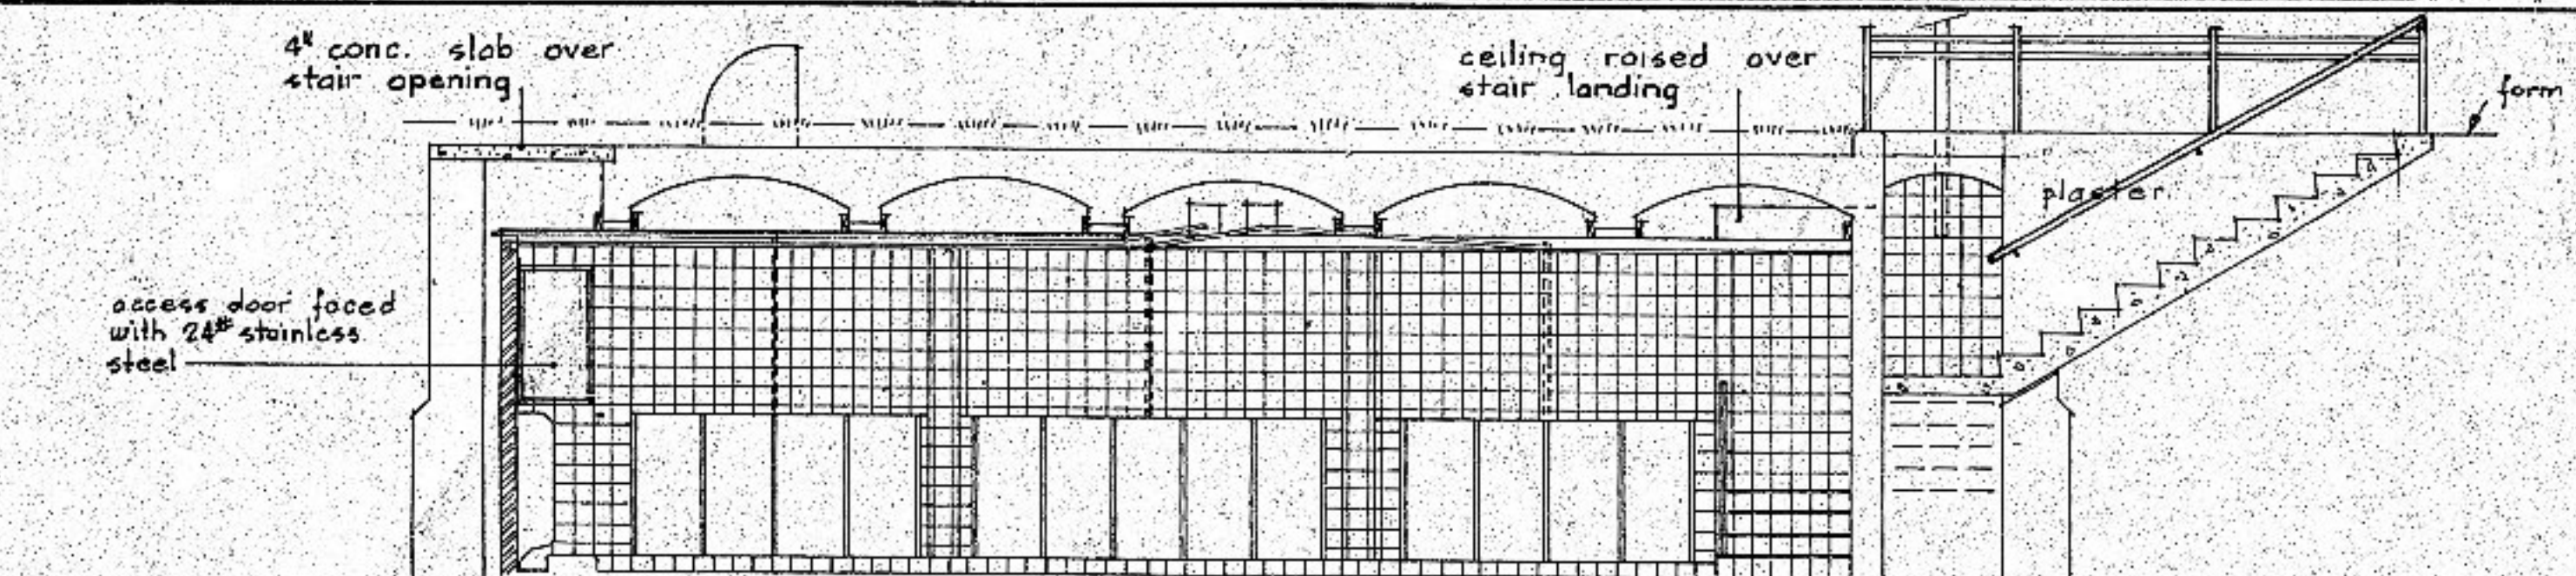 4" conc. slab over
stair opening
ceiling raised over
stair landing
form
plaster
access door faced
with 24# stainless
steel